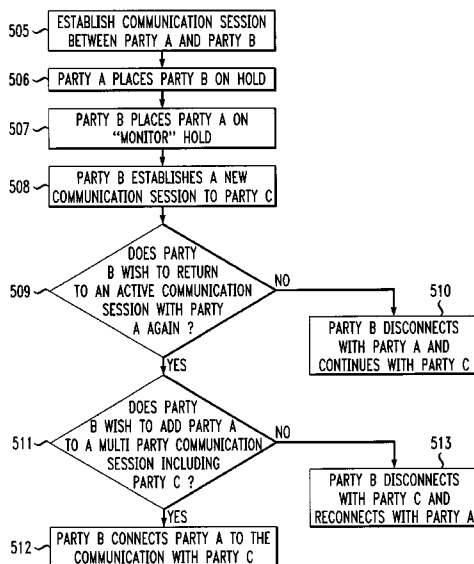 505
ESTABLISH COMMUNICATION SESSION
BETWEEN PARTY A AND PARTY B
506
PARTY A PLACES PARTY B ON HOLD
507
PARTY B PLACES PARTY A ON
"MONITOR" HOLD
508
PARTY B ESTABLISHES A NEW
COMMUNICATION SESSION TO PARTY C
509
DOES PARTY
B WISH TO RETURN
TO AN ACTIVE COMMUNICATION
SESSION WITH PARTY
A AGAIN ?
NO
510
PARTY B DISCONNECTS
WITH PARTY A AND
CONTINUES WITH PARTY C
YES
511
DOES PARTY
B WISH TO ADD PARTY A
TO A MULTI PARTY COMMUNICATION
SESSION INCLUDING
PARTY C ?
NO
513
PARTY B DISCONNECTS
WITH PARTY C AND
RECONNECTS WITH PARTY A
YES
512
PARTY B CONNECTS PARTY A TO THE
COMMUNICATION WITH PARTY C